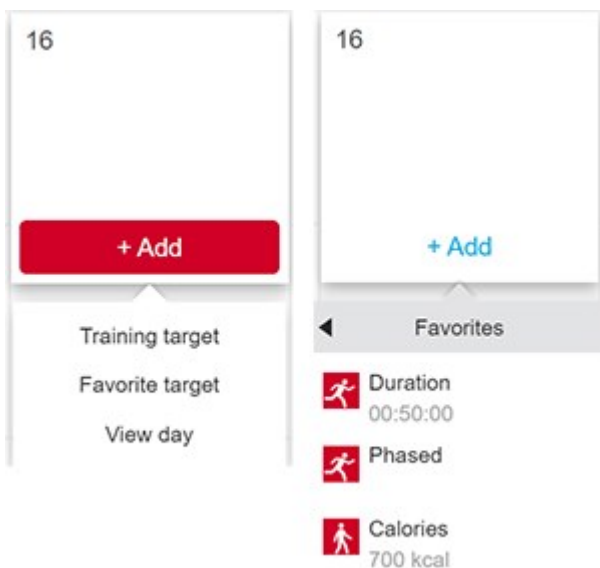 16
+ Add
Training target
Favorite target
View day
16
+ Add
Favorites
Duration
00:50:00
Phased
Calories
700 kcal